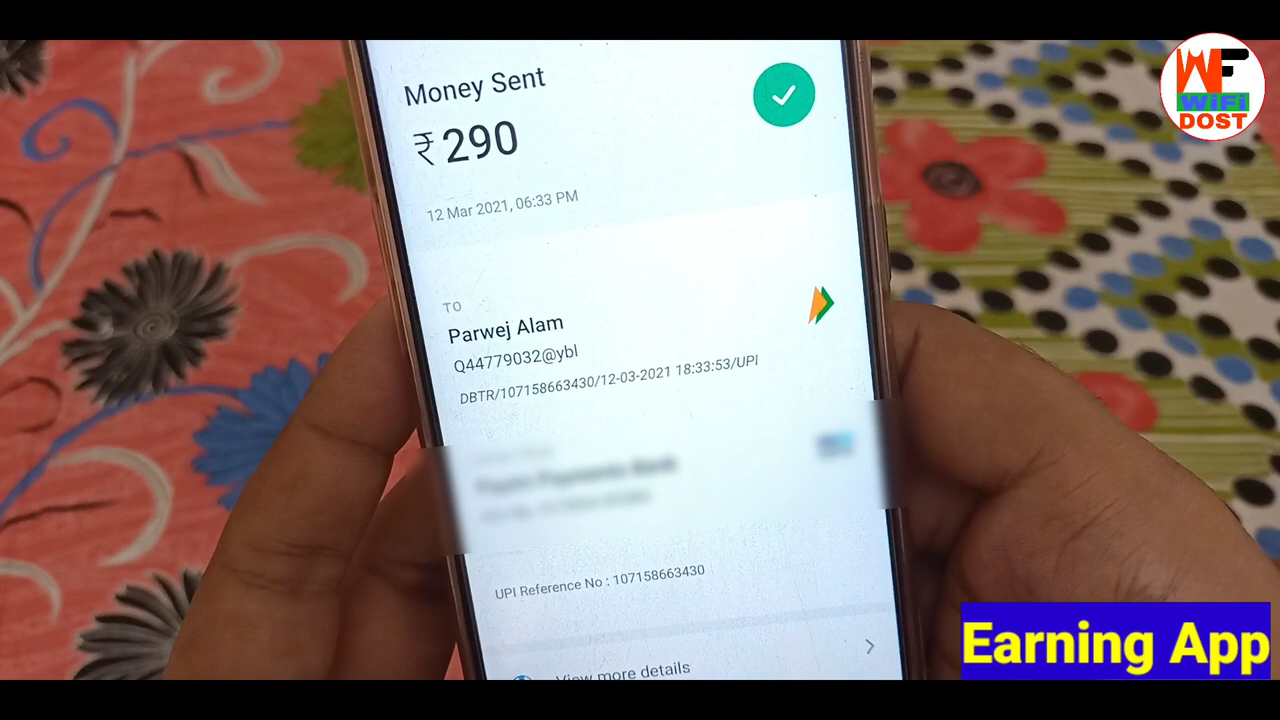 Money Sent
₹ 290
12 Mar 2021, 06:33 PM
TO
Parwej Alam
Q44779032@ybl
DBTR/107158663430/12-03-2021 18:33:53/UPI
UPI Reference No : 107158663430
View more details
WF
WiFi
DOST
Earning App